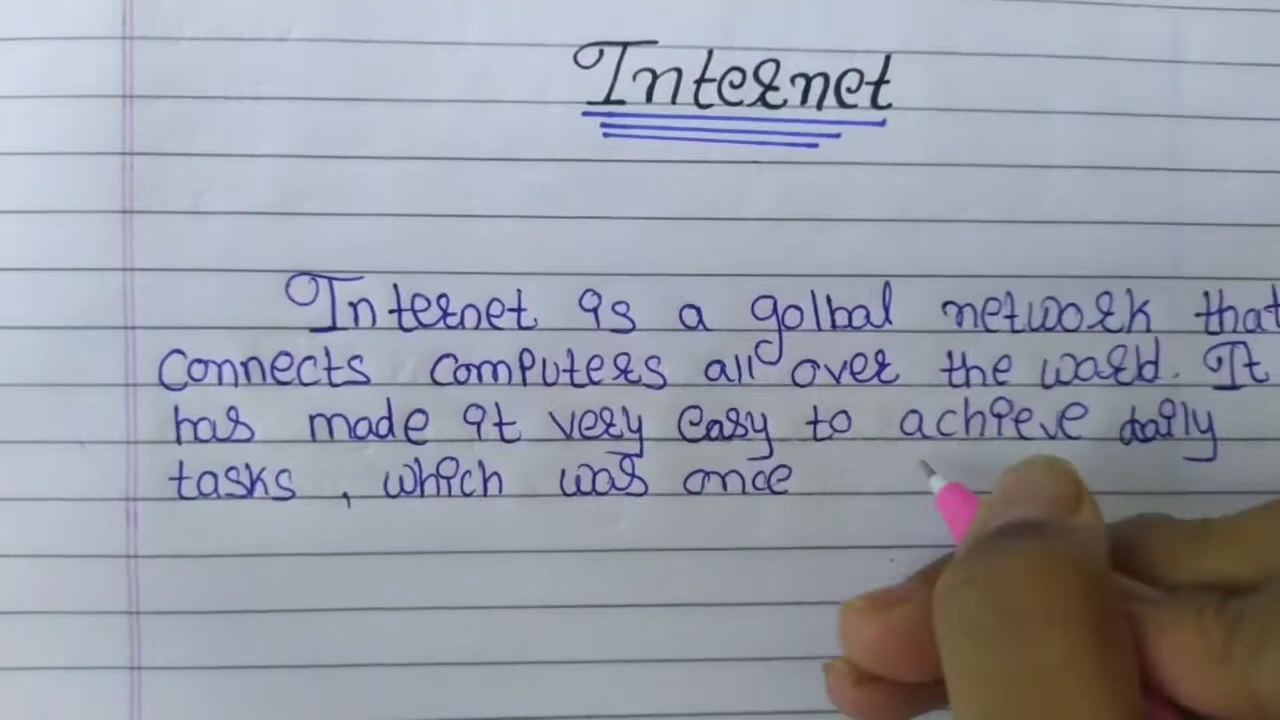 Internet
Internet is a golbal network that
connects computers all over the warld. It
has made it very easy to achieve daily
tasks, which was once